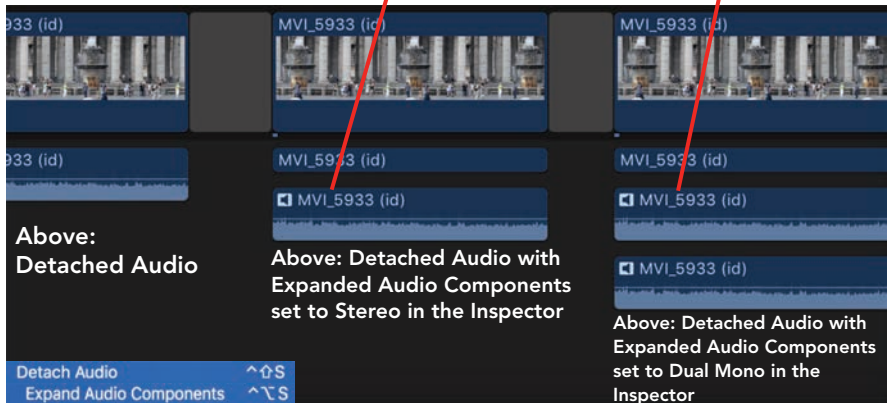 933 (id)
MVI_5933 (id)
MVI_5933 (id)
933 (id)
MVI_5933 (id)
MVI_5933 (id)
MVI_5933 (id)
MVI_5933 (id)
MVI_5933 (id)
Above:
Detached Audio
Above: Detached Audio with
Expanded Audio Components
set to Stereo in the Inspector
Above: Detached Audio with
Expanded Audio Components
set to Dual Mono in the
Inspector
Detach Audio ^⇧S
Expand Audio Components ^⌥S